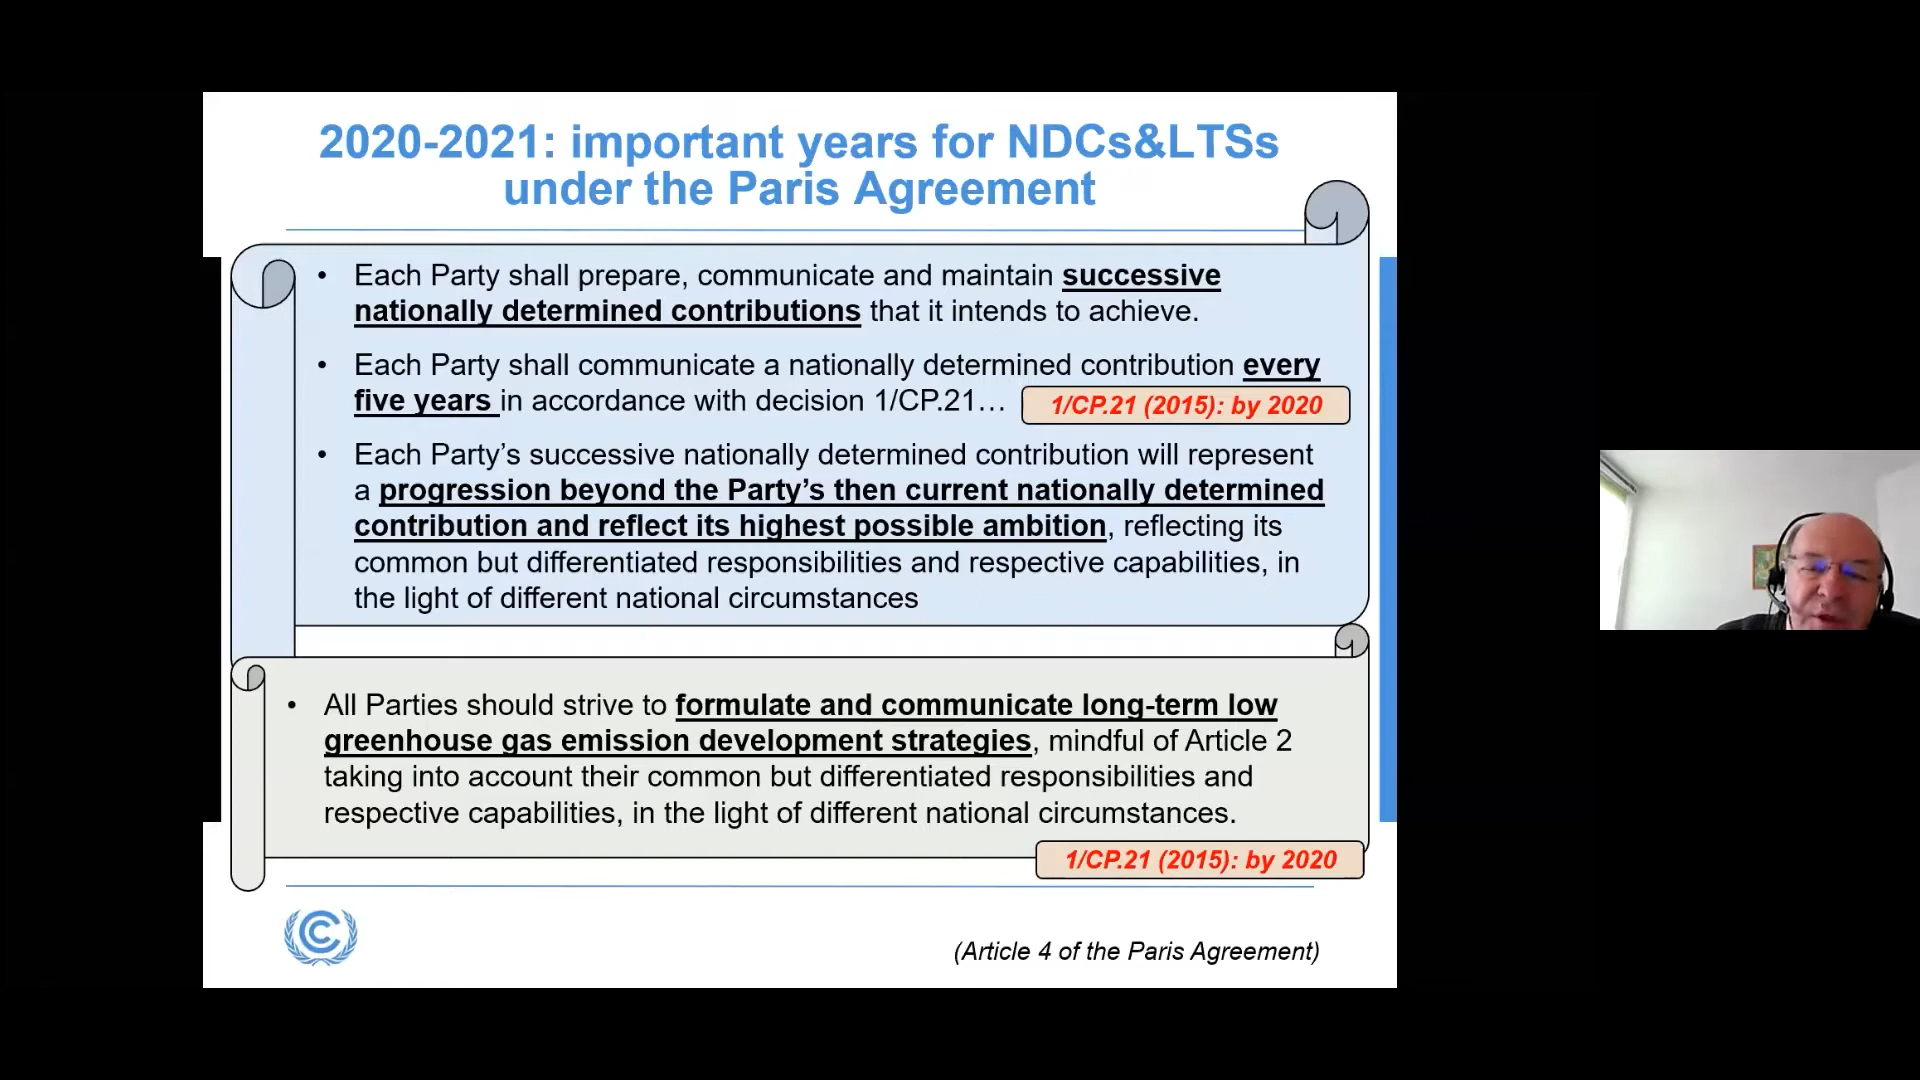 2020-2021: important years for NDCs&LTSs
under the Paris Agreement
• Each Party shall prepare, communicate and maintain successive
nationally determined contributions that it intends to achieve.
• Each Party shall communicate a nationally determined contribution every
five years in accordance with decision 1/CP.21…
1/CP.21 (2015): by 2020
• Each Party’s successive nationally determined contribution will represent
a progression beyond the Party’s then current nationally determined
contribution and reflect its highest possible ambition, reflecting its
common but differentiated responsibilities and respective capabilities, in
the light of different national circumstances
• All Parties should strive to formulate and communicate long-term low
greenhouse gas emission development strategies, mindful of Article 2
taking into account their common but differentiated responsibilities and
respective capabilities, in the light of different national circumstances.
1/CP.21 (2015): by 2020
(Article 4 of the Paris Agreement)